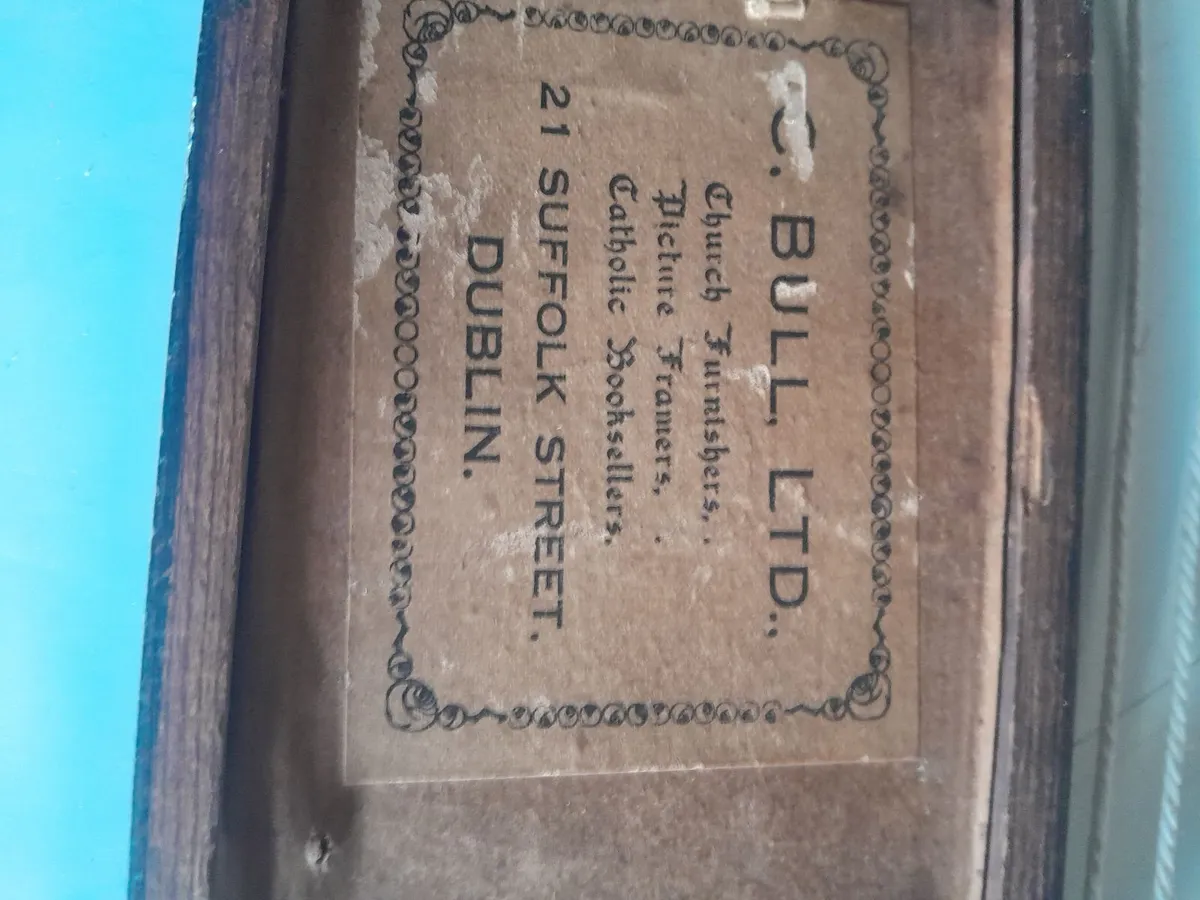 C. BULL, LTD.,
Church Furnishers, .
Picture Framers, .
Catholic Booksellers,
21 SUFFOLK STREET.
DUBLIN.